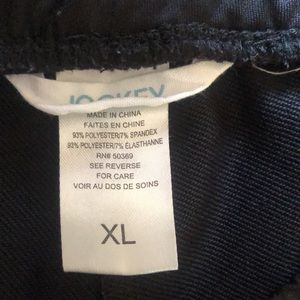 JOCKEY
MADE IN CHINA
FAITES EN CHINE
93% POLYESTER/7% SPANDEX
93% POLYESTER/7% ÉLASTHANNE
RN# 50369
SEE REVERSE
FOR CARE
VOIR AU DOS DE SOINS
XL